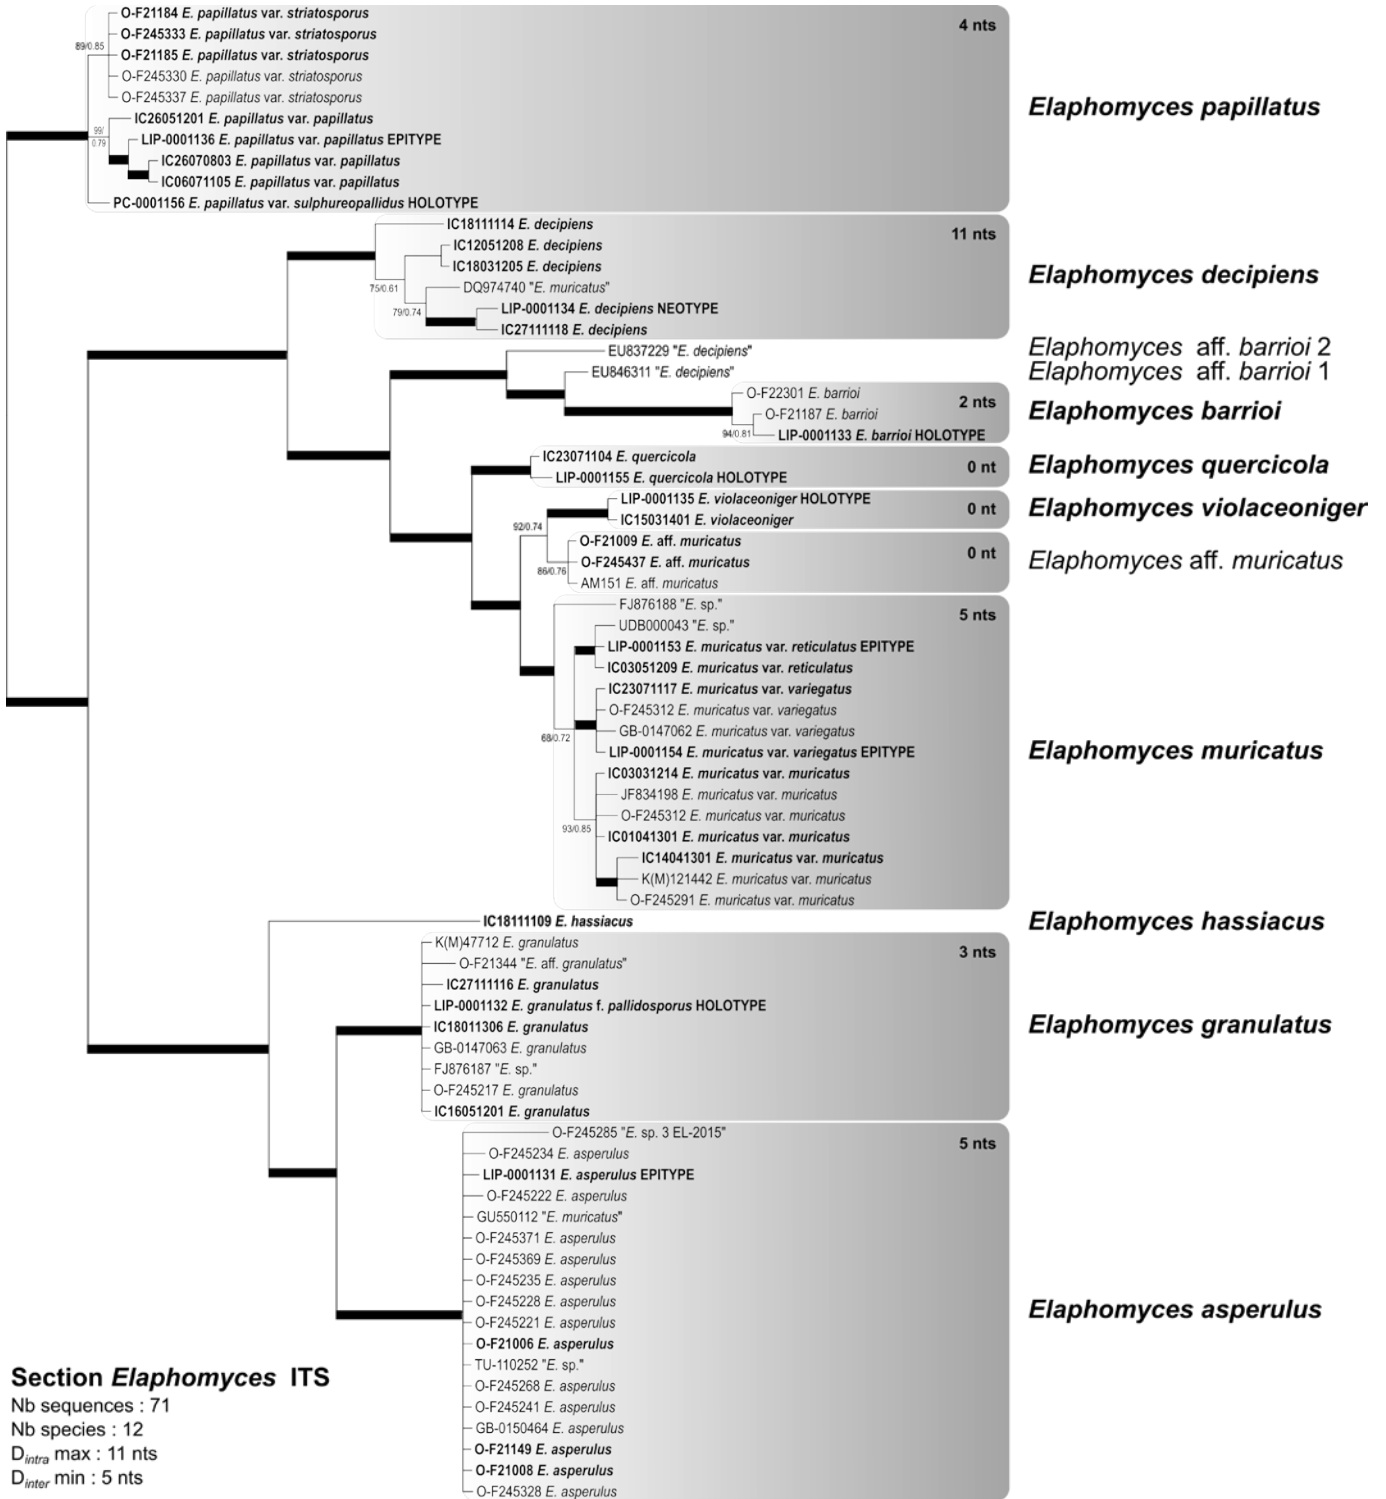 O-F21184 E. papillatus var. striatosporus
4 nts
89/0.85
O-F245333 E. papillatus var. striatosporus
O-F21185 E. papillatus var. striatosporus
O-F245330 E. papillatus var. striatosporus
O-F245337 E. papillatus var. striatosporus
Elaphomyces papillatus
IC26051201 E. papillatus var. papillatus
99/
0.79
LIP-0001136 E. papillatus var. papillatus EPITYPE
IC26070803 E. papillatus var. papillatus
IC06071105 E. papillatus var. papillatus
PC-0001156 E. papillatus var. sulphureopallidus HOLOTYPE
IC18111114 E. decipiens
11 nts
IC12051208 E. decipiens
IC18031205 E. decipiens
Elaphomyces decipiens
75/0.61
DQ974740 "E. muricatus"
79/0.74
LIP-0001134 E. decipiens NEOTYPE
IC27111118 E. decipiens
EU837229 "E. decipiens"
Elaphomyces aff. barrioi 2
EU846311 "E. decipiens"
Elaphomyces aff. barrioi 1
O-F22301 E. barrioi
2 nts
O-F21187 E. barrioi
Elaphomyces barrioi
94/0.81
LIP-0001133 E. barrioi HOLOTYPE
IC23071104 E. quercicola
0 nt
Elaphomyces quercicola
LIP-0001155 E. quercicola HOLOTYPE
LIP-0001135 E. violaceoniger HOLOTYPE
0 nt
Elaphomyces violaceoniger
IC15031401 E. violaceoniger
92/0.74
O-F21009 E. aff. muricatus
0 nt
O-F245437 E. aff. muricatus
Elaphomyces aff. muricatus
86/0.76
AM151 E. aff. muricatus
FJ876188 "E. sp."
5 nts
UDB000043 "E. sp."
LIP-0001153 E. muricatus var. reticulatus EPITYPE
IC03051209 E. muricatus var. reticulatus
IC23071117 E. muricatus var. variegatus
O-F245312 E. muricatus var. variegatus
GB-0147062 E. muricatus var. variegatus
68/0.72
LIP-0001154 E. muricatus var. variegatus EPITYPE
Elaphomyces muricatus
IC03031214 E. muricatus var. muricatus
JF834198 E. muricatus var. muricatus
O-F245312 E. muricatus var. muricatus
93/0.85
IC01041301 E. muricatus var. muricatus
IC14041301 E. muricatus var. muricatus
K(M)121442 E. muricatus var. muricatus
O-F245291 E. muricatus var. muricatus
IC18111109 E. hassiacus
Elaphomyces hassiacus
K(M)47712 E. granulatus
3 nts
O-F21344 "E. aff. granulatus"
IC27111116 E. granulatus
LIP-0001132 E. granulatus f. pallidosporus HOLOTYPE
IC18011306 E. granulatus
Elaphomyces granulatus
GB-0147063 E. granulatus
FJ876187 "E. sp."
O-F245217 E. granulatus
IC16051201 E. granulatus
O-F245285 "E. sp. 3 EL-2015"
5 nts
O-F245234 E. asperulus
LIP-0001131 E. asperulus EPITYPE
O-F245222 E. asperulus
GU550112 "E. muricatus"
O-F245371 E. asperulus
O-F245369 E. asperulus
O-F245235 E. asperulus
O-F245228 E. asperulus
Elaphomyces asperulus
O-F245221 E. asperulus
O-F21006 E. asperulus
TU-110252 "E. sp."
O-F245268 E. asperulus
O-F245241 E. asperulus
GB-0150464 E. asperulus
O-F21149 E. asperulus
O-F21008 E. asperulus
O-F245328 E. asperulus
Section Elaphomyces ITS
Nb sequences : 71
Nb species : 12
Dintra max : 11 nts
Dinter min : 5 nts